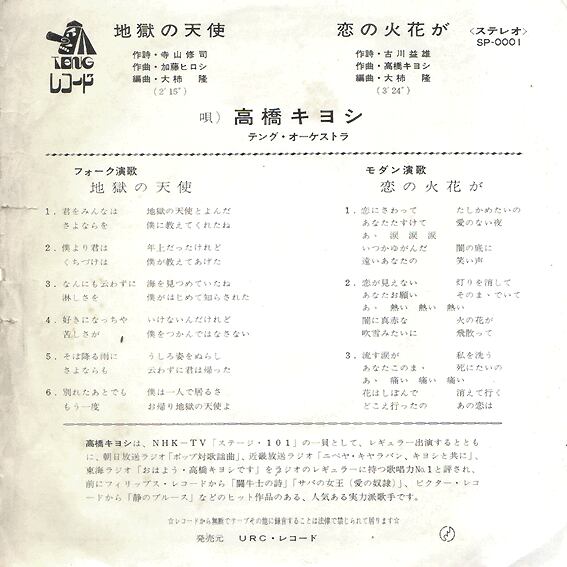 TONG
レコード
地獄の天使
作詩・寺山修司
作曲・加藤ヒロシ
編曲・大柿 隆
(2′15″)
恋の火花が
作詩・古川益雄
作曲・高橋キヨシ
編曲・大柿 隆
(3′24″)
〈ステレオ〉
SP-0001
唄) 高橋キヨシ
テング・オーケストラ
フォーク演歌
地獄の天使
1. 君をみんなは 地獄の天使とよんだ
さよならを 僕に教えてくれたね
2. 僕より君は 年上だったけれど
くちづけは 僕が教えてあげた
3. なんにも云わずに 海を見つめていたね
淋しさを 僕がはじめて知らされた
4. 好きになっちゃ いけないんだけれど
苦しさが 僕をつかんではなさない
5. そぼ降る雨に うしろ姿をぬらし
さよならも 云わずに君は帰った
6. 別れたあとでも 僕は一人で居るさ
もう一度 お帰り地獄の天使よ
モダン演歌
恋の火花が
1. 恋にさわって たしかめたいの
あなたたすけて 愛のない夜
あゝ 涙 涙 涙
いつかゆがんだ 闇の底に
遠いあなたの 笑い声
2. 恋が見えない 灯りを消して
あなたお願い そのまゝでいて
あゝ 熱い 熱い 熱い
闇に真赤な 火の花が
吹雪みたいに 飛散って
3. 流す涙が 私を洗う
あなたこのまゝ 死にたいの
あゝ 痛い 痛い 痛い
花はしぼんで 消えて行く
どこえ行ったの あの恋は
高橋キヨシは、NHK－TV「ステージ・101」の一員として、レギュラー出演するととも
に、朝日放送ラジオ「ポップ対歌謡曲」、近畿放送ラジオ「ニベヤ・キヤラバン、キヨシと共に」、
東海ラジオ「おはよう・高橋キヨシです」をラジオのレギュラーに持つ歌唱力No.1と評され、
前にフィリップス・レコードから「闘牛士の詩」「サバの女王(愛の奴隷)」、ビクター・レコ
ードから「静のブルース」などのヒット作品のある、人気ある実力派歌手です。
☆レコードから無断でテープその他に録音することは法律で禁じられて居ります☆
発売元 URC・レコード